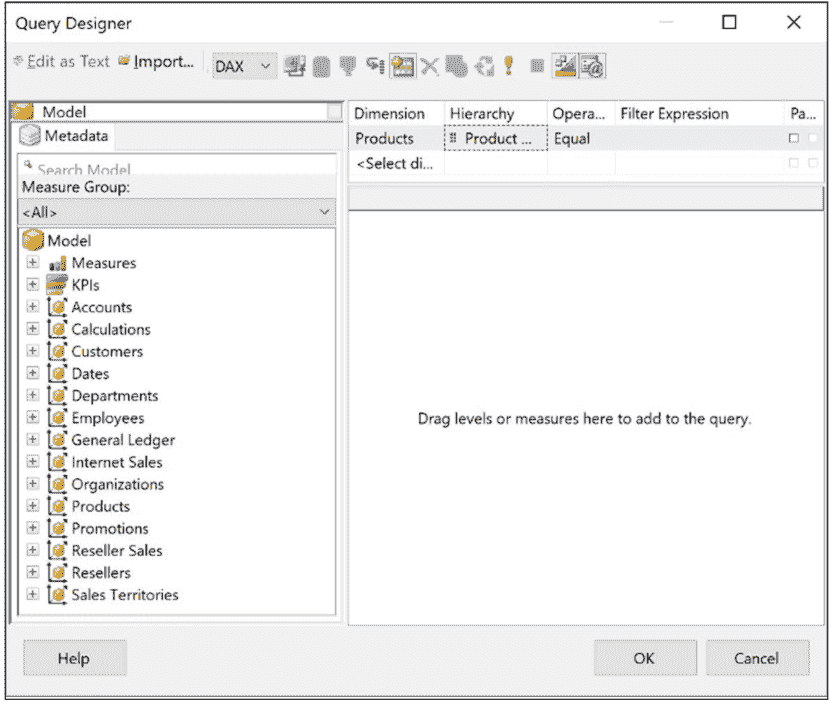 Query Designer
Edit as Text Import... DAX
Model
Metadata
Search Model
Measure Group:
<All>
Model
Measures
KPIs
Accounts
Calculations
Customers
Dates
Departments
Employees
General Ledger
Internet Sales
Organizations
Products
Promotions
Reseller Sales
Resellers
Sales Territories
Dimension Hierarchy Opera... Filter Expression Pa...
Products Product ... Equal
<Select di...
Drag levels or measures here to add to the query.
Help OK Cancel